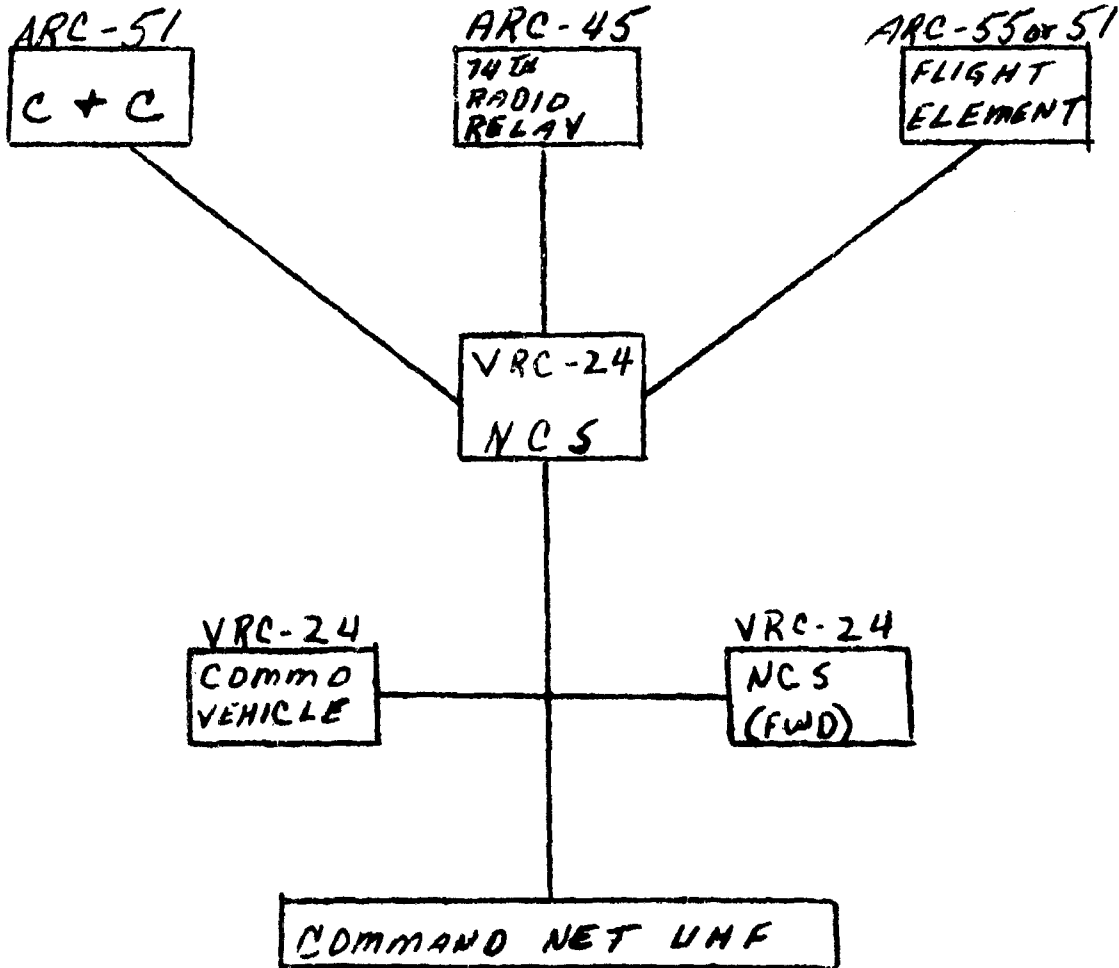 ARC-51
C + C
ARC-45
74TH
RADIO
RELAY
ARC-55 or 51
FLIGHT
ELEMENT
VRC-24
NCS
VRC-24
COMMO
VEHICLE
VRC-24
NCS
(FWD)
COMMAND NET UHF